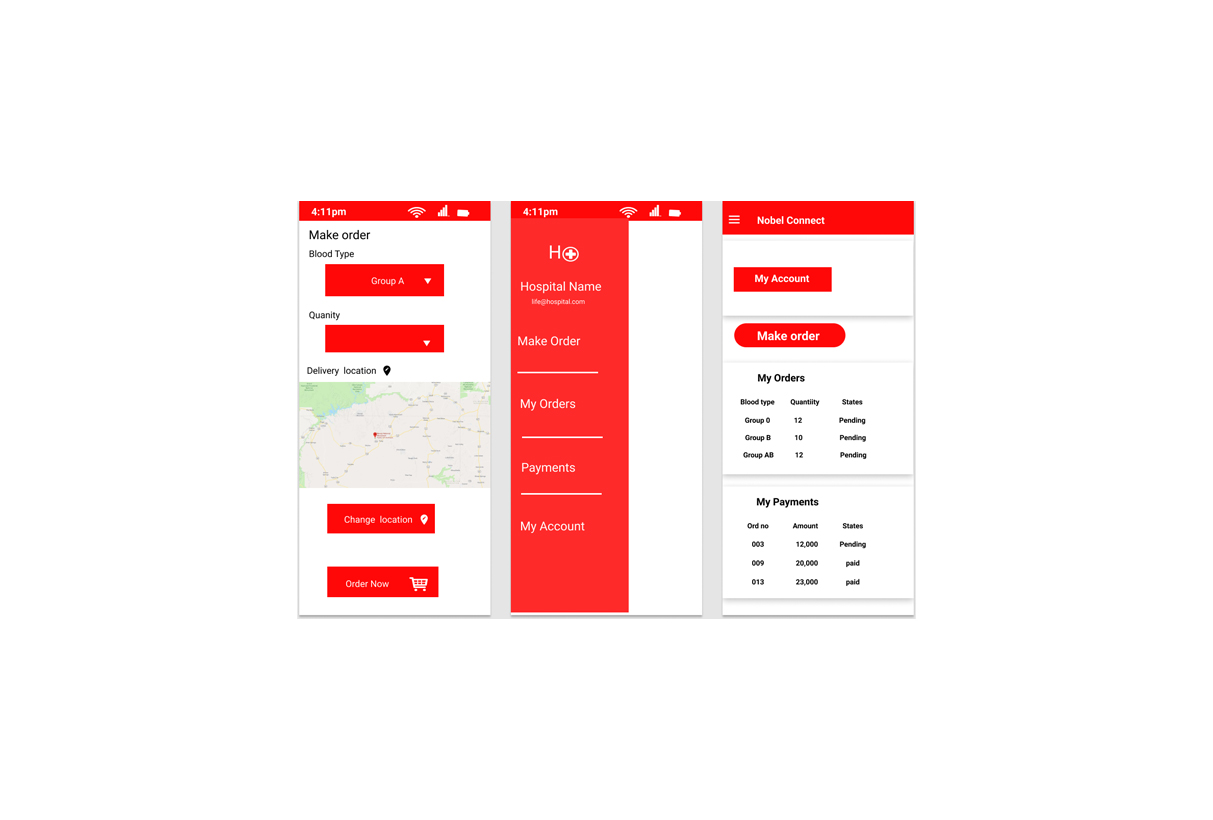 4:11pm
Make order
Blood Type
Group A
Quanity
Delivery location
Change location
Order Now
4:11pm
H
Hospital Name
life@hospital.com
Make Order
My Orders
Payments
My Account
Nobel Connect
My Account
Make order
My Orders
Blood type Quantiity States
Group 0 12 Pending
Group B 10 Pending
Group AB 12 Pending
My Payments
Ord no Amount States
003 12,000 Pending
009 20,000 paid
013 23,000 paid